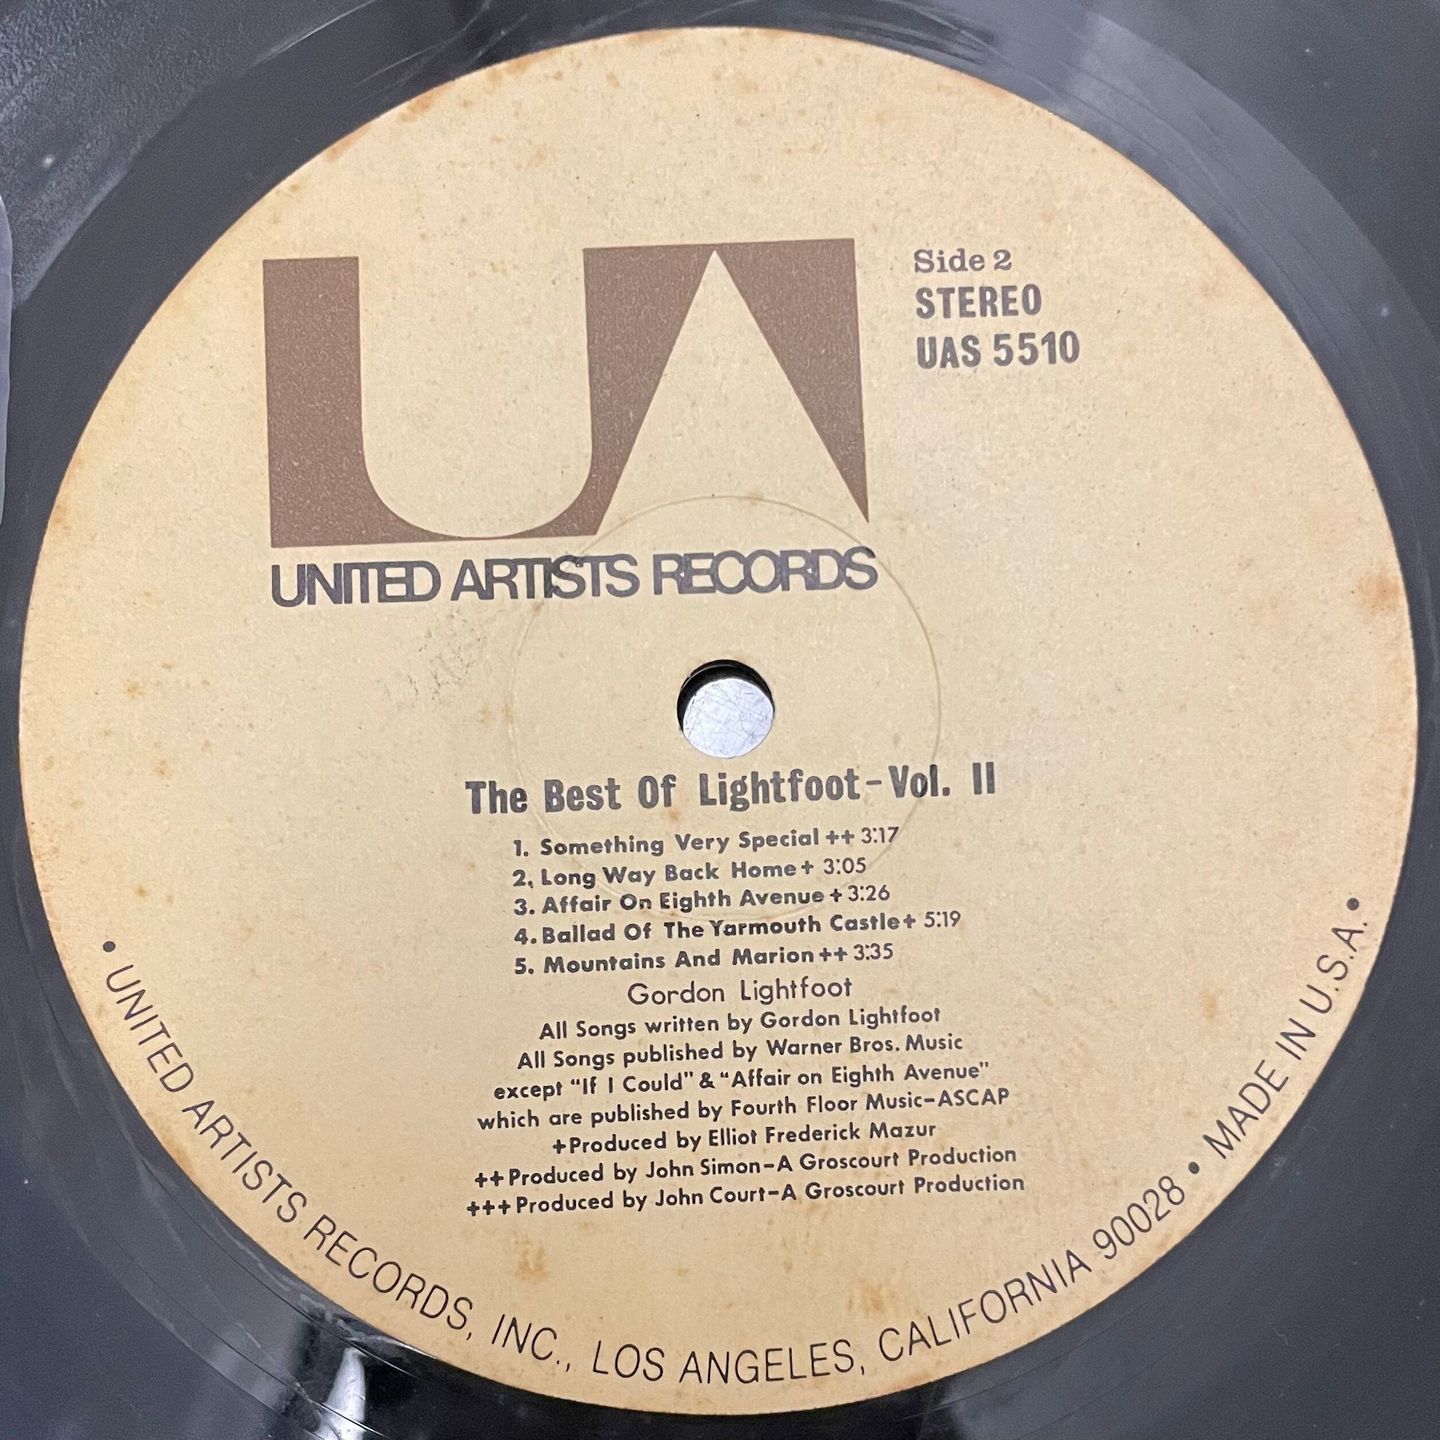 UA
Side 2
STEREO
UAS 5510
UNITED ARTISTS RECORDS
The Best Of Lightfoot-Vol. II
1. Something Very Special ++ 3:17
2. Long Way Back Home + 3:05
3. Affair On Eighth Avenue + 3:26
4. Ballad Of The Yarmouth Castle + 5:19
5. Mountains And Marion ++ 3:35
Gordon Lightfoot
All Songs written by Gordon Lightfoot
All Songs published by Warner Bros. Music
except "If I Could" & "Affair on Eighth Avenue"
which are published by Fourth Floor Music-ASCAP
+Produced by Elliot Frederick Mazur
++Produced by John Simon-A Groscourt Production
+++Produced by John Court-A Groscourt Production
• UNITED ARTISTS RECORDS, INC., LOS ANGELES, CALIFORNIA 90028 • MADE IN U.S.A. •